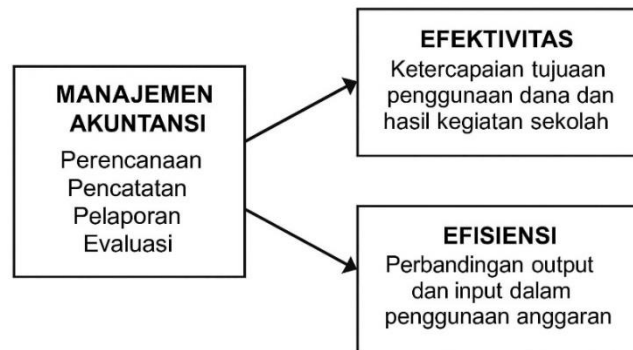 MANAJEMEN
AKUNTANSI
Perencanaan
Pencatatan
Pelaporan
Evaluasi
EFEKTIVITAS
Ketercapaian tujuaan
penggunaan dana dan
hasil kegiatan sekolah
EFISIENSI
Perbandingan output
dan input dalam
penggunaan anggaran